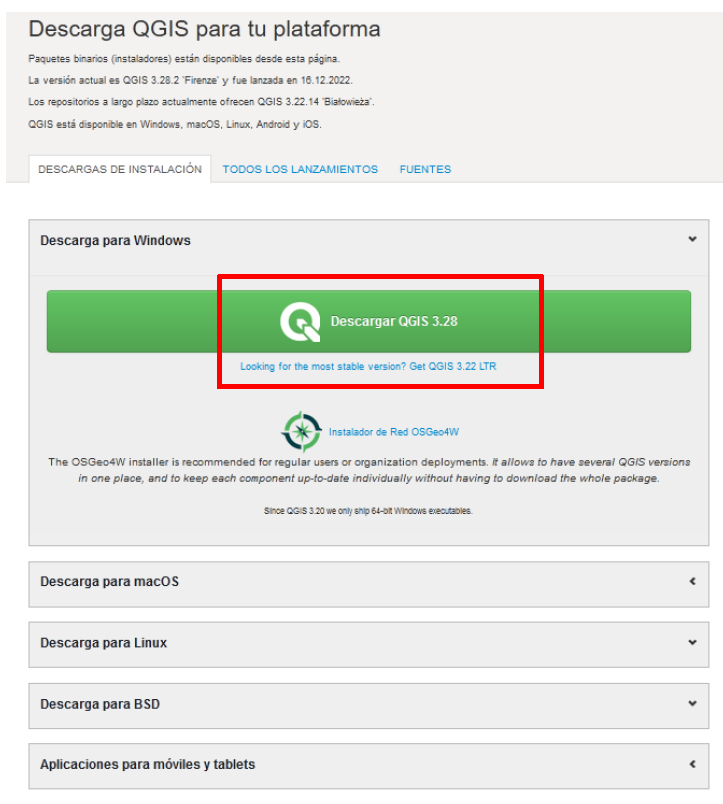 Descarga QGIS para tu plataforma
Paquetes binarios (instaladores) están disponibles desde esta página.
La versión actual es QGIS 3.28.2 'Firenze' y fue lanzada en 16.12.2022.
Los repositorios a largo plazo actualmente ofrecen QGIS 3.22.14 'Białowieża'.
QGIS está disponible en Windows, macOS, Linux, Android y iOS.
DESCARGAS DE INSTALACIÓN TODOS LOS LANZAMIENTOS FUENTES
Descarga para Windows
Descargar QGIS 3.28
Looking for the most stable version? Get QGIS 3.22 LTR
Instalador de Red OSGeo4W
The OSGeo4W installer is recommended for regular users or organization deployments. It allows to have several QGIS versions
in one place, and to keep each component up-to-date individually without having to download the whole package.
Since QGIS 3.20 we only ship 64-bit Windows executables.
Descarga para macOS
Descarga para Linux
Descarga para BSD
Aplicaciones para móviles y tablets